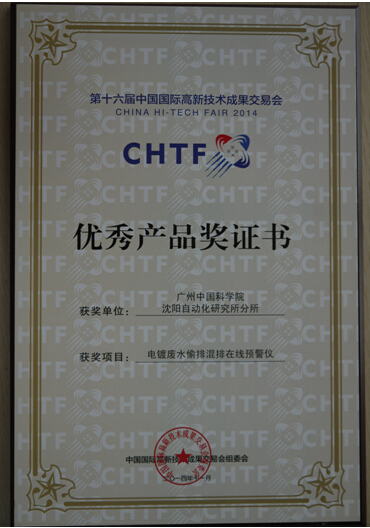 第十六届中国国际高新技术成果交易会
CHINA HI-TECH FAIR 2014
CHTF
优秀产品奖证书
广州中国科学院
获奖单位：沈阳自动化研究所分所
获奖项目：电镀废水偷排混排在线预警仪
中国国际高新技术成果交易会组委会